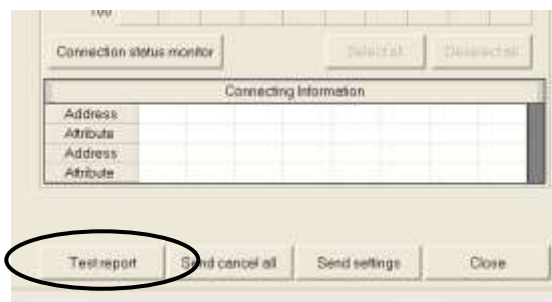 100
Connection status monitor Select all Deselect all
Connecting Information
Address
Attribute
Address
Attribute
Test report Send cancel all Send settings Close